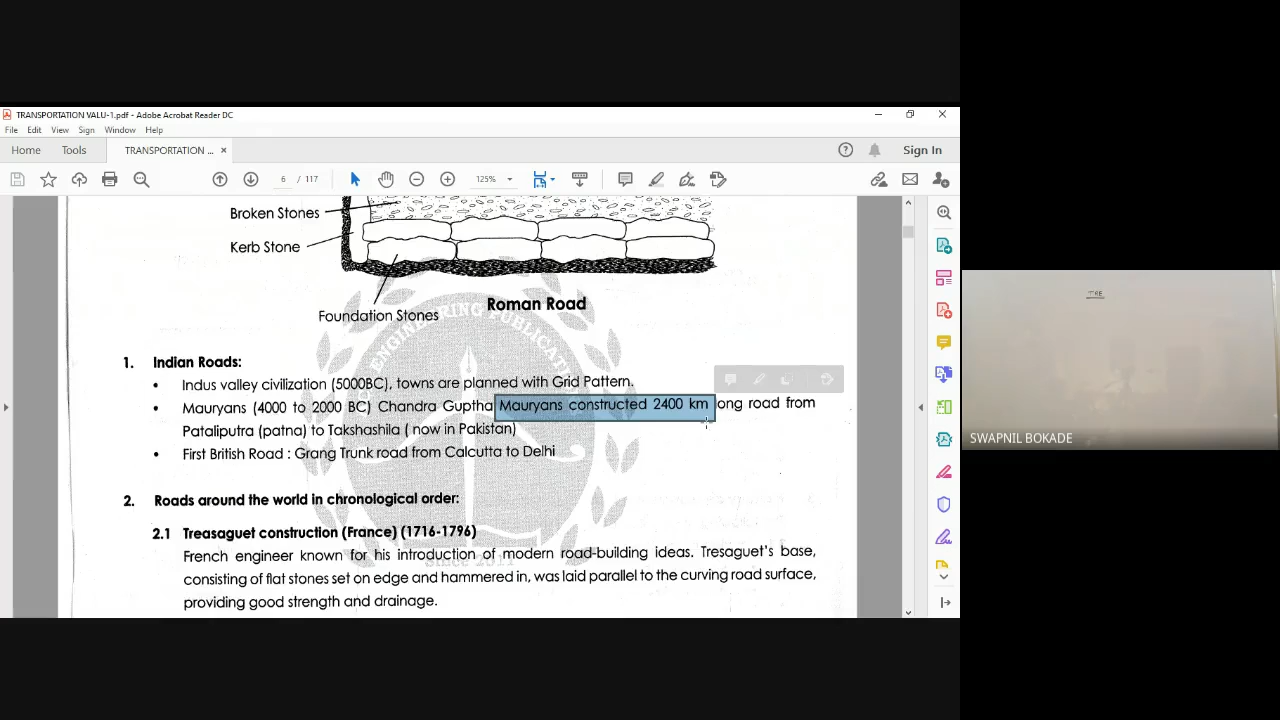 TRANSPORTATION VALU-1.pdf - Adobe Acrobat Reader DC
File Edit View Sign Window Help
Home Tools TRANSPORTATION ... × Sign In
6 / 117 125%
Broken Stones
Kerb Stone
Foundation Stones
Roman Road
ENGINEERING PUBLICAT
1. Indian Roads:
• Indus valley civilization (5000BC), towns are planned with Grid Pattern.
• Mauryans (4000 to 2000 BC) Chandra Guptha Mauryans constructed 2400 km long road from
Pataliputra (patna) to Takshashila ( now in Pakistan)
• First British Road : Grang Trunk road from Calcutta to Delhi
2. Roads around the world in chronological order:
2.1 Treasaguet construction (France) (1716-1796)
French engineer known for his introduction of modern road-building ideas. Tresaguet's base,
Since 2011
consisting of flat stones set on edge and hammered in, was laid parallel to the curving road surface,
providing good strength and drainage.
SWAPNIL BOKADE